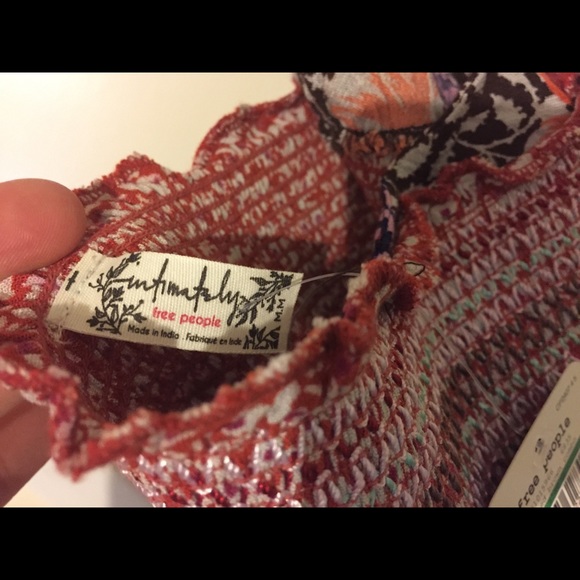 intimately
free people
Made in India . Fabriqué en Inde
M.M
free people